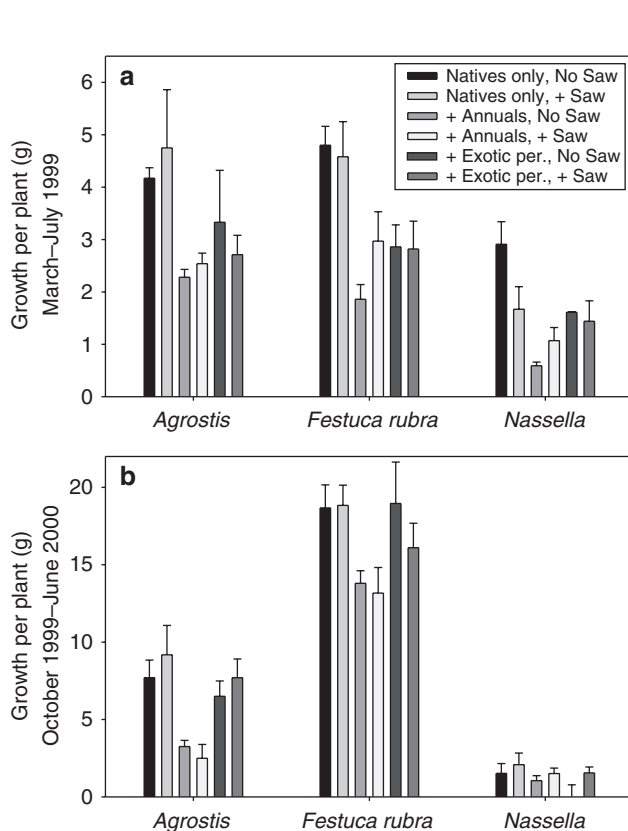 a
Natives only, No Saw
Natives only, + Saw
+ Annuals, No Saw
+ Annuals, + Saw
+ Exotic per., No Saw
+ Exotic per., + Saw
Growth per plant (g)
March–July 1999
6
5
4
3
2
1
0
Agrostis Festuca rubra Nassella
b
Growth per plant (g)
October 1999–June 2000
20
15
10
5
0
Agrostis Festuca rubra Nassella